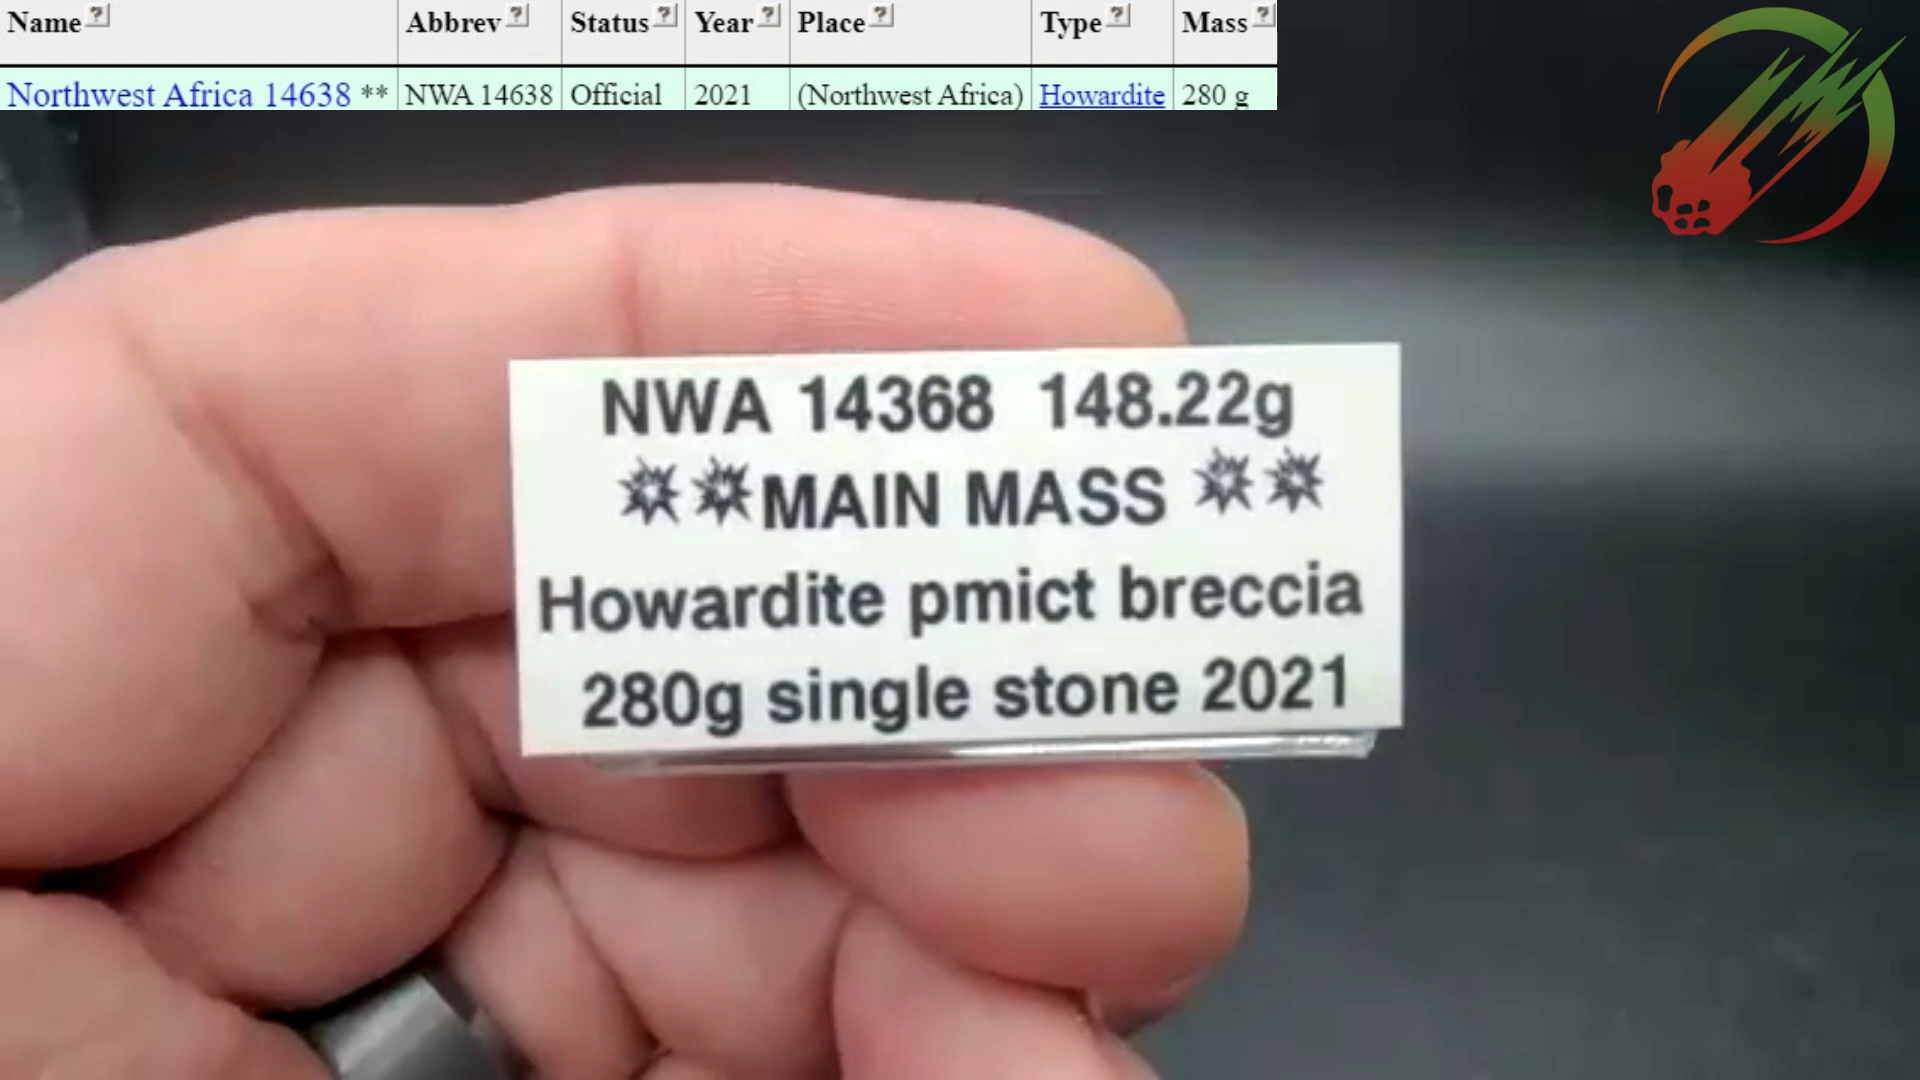 Name ? Abbrev ? Status ? Year ? Place ? Type ? Mass ?
Northwest Africa 14638 ** NWA 14638 Official 2021 (Northwest Africa) Howardite 280 g
NWA 14368 148.22g
**MAIN MASS **
Howardite pmict breccia
280g single stone 2021